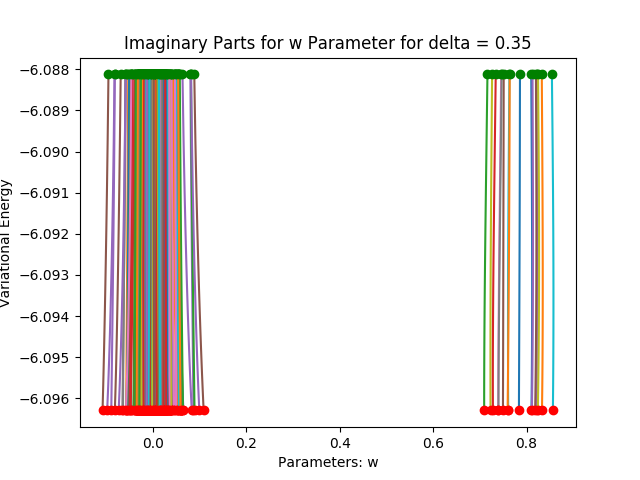 Imaginary Parts for w Parameter for delta = 0.35
−6.088
−6.089
−6.090
−6.091
−6.092
−6.093
−6.094
−6.095
−6.096
Variational Energy
0.0 0.2 0.4 0.6 0.8
Parameters: w